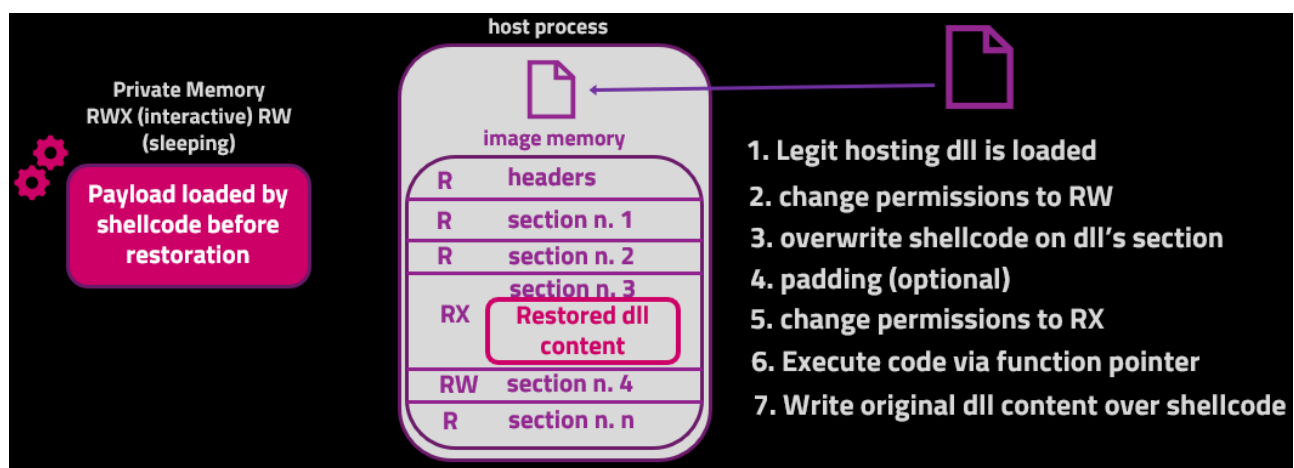 host process
Private Memory
RWX (interactive) RW
(sleeping)
Payload loaded by
shellcode before
restoration
image memory
R headers
R section n. 1
R section n. 2
section n. 3
RX Restored dll
content
RW section n. 4
R section n. n
1. Legit hosting dll is loaded
2. change permissions to RW
3. overwrite shellcode on dll’s section
4. padding (optional)
5. change permissions to RX
6. Execute code via function pointer
7. Write original dll content over shellcode